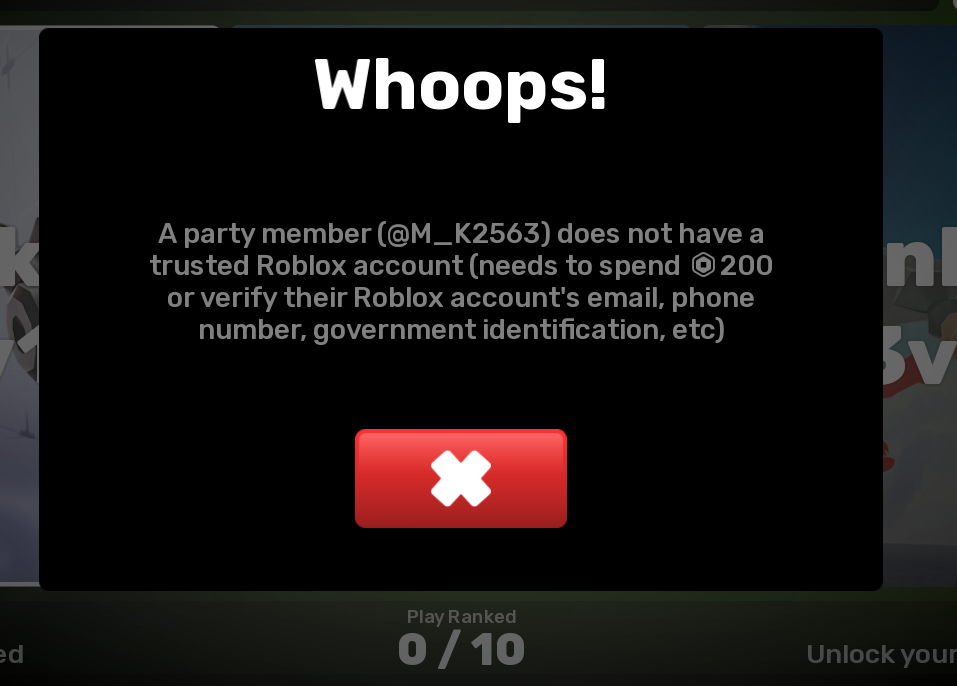 Whoops!
A party member (@M_K2563) does not have a
trusted Roblox account (needs to spend 200
or verify their Roblox account's email, phone
number, government identification, etc)
Play Ranked
0 / 10
Unlock your